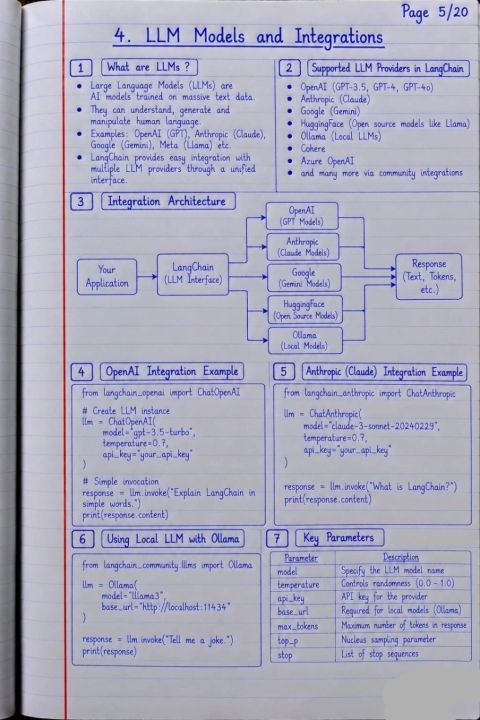 Page 5/20
4. LLM Models and Integrations
1 What are LLMs ?
• Large Language Models (LLMs) are
AI models trained on massive text data.
• They can understand, generate and
manipulate human language.
• Examples: OpenAI (GPT), Anthropic (Claude),
Google (Gemini), Meta (Llama) etc.
• LangChain provides easy integration with
multiple LLM providers through a unified
interface.
2 Supported LLM Providers in LangChain
• OpenAI (GPT-3.5, GPT-4, GPT-4o)
• Anthropic (Claude)
• Google (Gemini)
• HuggingFace (Open source models like Llama)
• Ollama (Local LLMs)
• Cohere
• Azure OpenAI
• and many more via community integrations
3 Integration Architecture
Your
Application
LangChain
(LLM Interface)
OpenAI
(GPT Models)
Anthropic
(Claude Models)
Google
(Gemini Models)
HuggingFace
(Open Source Models)
Ollama
(Local Models)
Response
(Text, Tokens,
etc.)
4 OpenAI Integration Example
from langchain_openai import ChatOpenAI
# Create LLM instance
llm = ChatOpenAI(
model="gpt-3.5-turbo",
temperature=0.7,
api_key="your_api_key"
)
# Simple invocation
response = llm.invoke("Explain LangChain in
simple words.")
print(response.content)
5 Anthropic (Claude) Integration Example
from langchain_anthropic import ChatAnthropic
llm = ChatAnthropic(
model="claude-3-sonnet-20240229",
temperature=0.7,
api_key="your_api_key"
)
response = llm.invoke("What is LangChain?")
print(response.content)
6 Using Local LLM with Ollama
from langchain_community.llms import Ollama
llm = Ollama(
model="lllama3",
base_url="http://localhost:11434"
)
response = llm.invoke("Tell me a joke.")
print(response)
7 Key Parameters
Parameter Description
model Specify the LLM model name
temperature Controls randomness (0.0 - 1.0)
api_key API key for the provider
base_url Required for local models (Ollama)
max_tokens Maximum number of tokens in response
top_p Nucleus sampling parameter
stop List of stop sequences